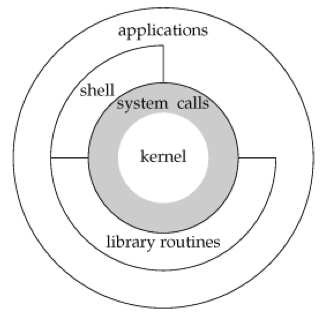 applications
shell
system calls
kernel
library routines